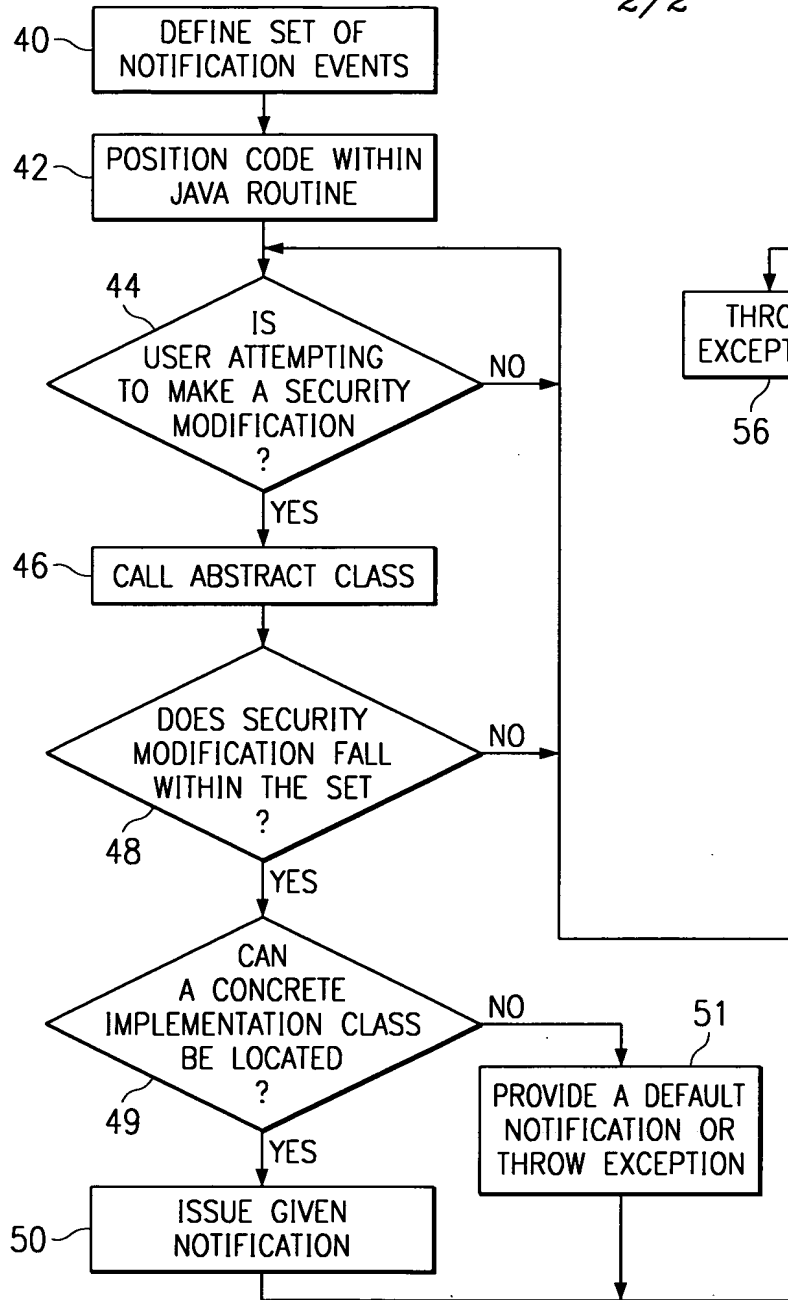 2/2
40
DEFINE SET OF
NOTIFICATION EVENTS
42
POSITION CODE WITHIN
JAVA ROUTINE
44
IS
USER ATTEMPTING
TO MAKE A SECURITY
MODIFICATION
?
NO
YES
56
46
CALL ABSTRACT CLASS
DOES SECURITY
MODIFICATION FALL
WITHIN THE SET
?
NO
48
YES
CAN
A CONCRETE
IMPLEMENTATION CLASS
BE LOCATED
?
NO
49
YES
51
PROVIDE A DEFAULT
NOTIFICATION OR
THROW EXCEPTION
50
ISSUE GIVEN
NOTIFICATION